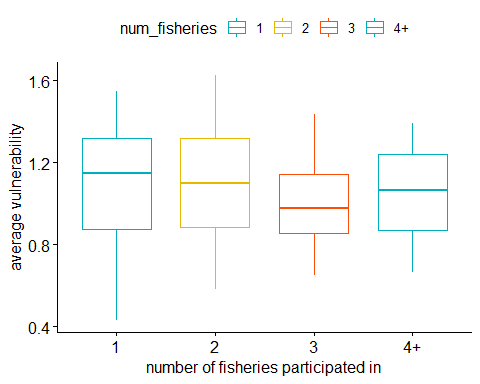 num_fisheries 1 2 3 4+
1.6
1.2
0.8
0.4
average vulnerability
1 2 3 4+
number of fisheries participated in